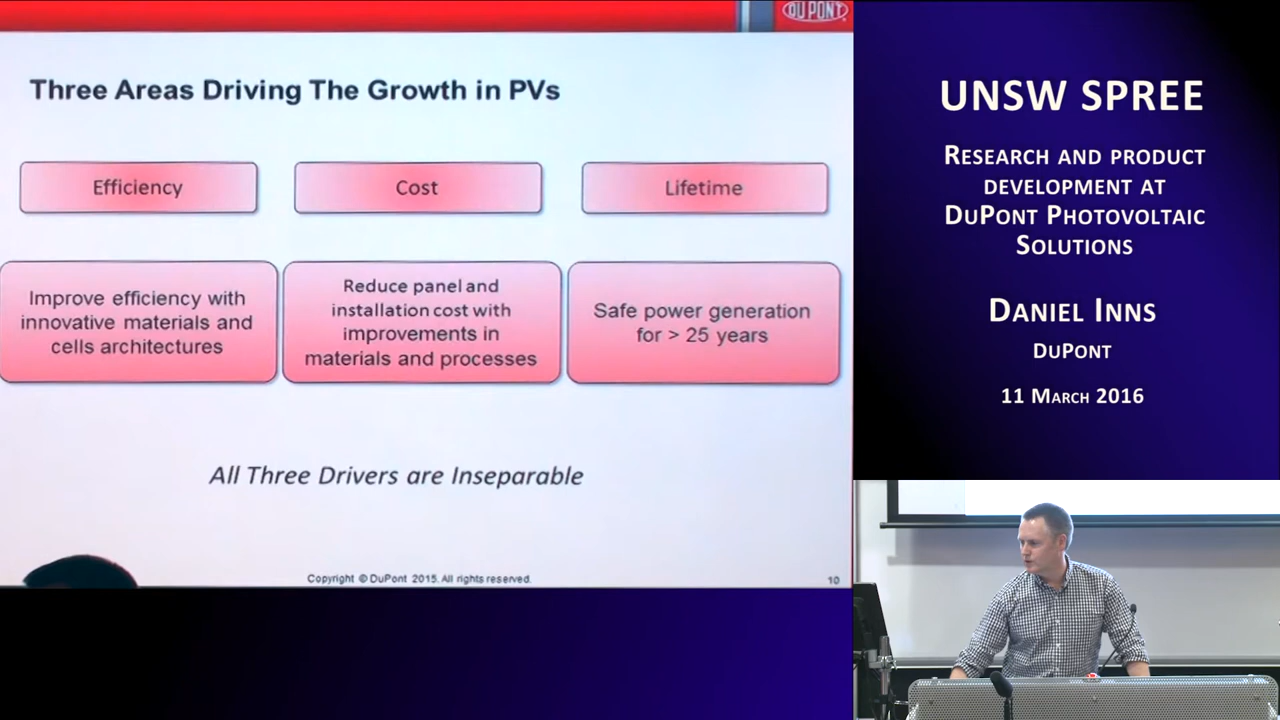 DU PONT
Three Areas Driving The Growth in PVs
Efficiency
Cost
Lifetime
Improve efficiency with
innovative materials and
cells architectures
Reduce panel and
installation cost with
improvements in
materials and processes
Safe power generation
for > 25 years
All Three Drivers are Inseparable
Copyright © DuPont 2015. All rights reserved.
10
UNSW SPREE
Research and product
development at
DuPont Photovoltaic
Solutions
Daniel Inns
DuPont
11 March 2016